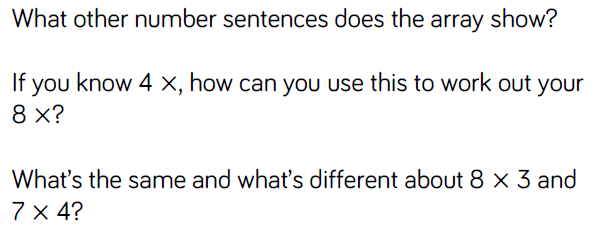 What other number sentences does the array show?
If you know 4 ×, how can you use this to work out your
8 ×?
What's the same and what's different about 8 × 3 and
7 × 4?